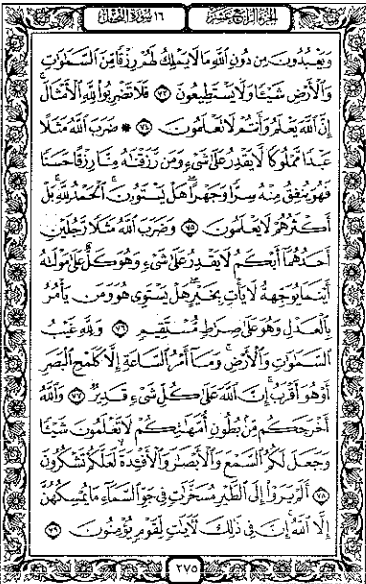 الجزء الرابع عشر ١٦ سورة النحل
وَيَعْبُدُونَ مِن دُونِ ٱللَّهِ مَا لَا يَمْلِكُ لَهُمْ رِزْقًا مِّنَ ٱلسَّمَٰوَٰتِ
وَٱلْأَرْضِ شَيْـًٔا وَلَا يَسْتَطِيعُونَ ٧٣ فَلَا تَضْرِبُوا۟ لِلَّهِ ٱلْأَمْثَالَ ۚ
إِنَّ ٱللَّهَ يَعْلَمُ وَأَنتُمْ لَا تَعْلَمُونَ ٧٤ ۞ ضَرَبَ ٱللَّهُ مَثَلًا
عَبْدًا مَّمْلُوكًا لَّا يَقْدِرُ عَلَىٰ شَىْءٍ وَمَن رَّزَقْنَٰهُ مِنَّا رِزْقًا حَسَنًا
فَهُوَ يُنفِقُ مِنْهُ سِرًّا وَجَهْرًا ۖ هَلْ يَسْتَوُۥنَ ۚ ٱلْحَمْدُ لِلَّهِ ۚ بَلْ
أَكْثَرُهُمْ لَا يَعْلَمُونَ ٧٥ وَضَرَبَ ٱللَّهُ مَثَلًا رَّجُلَيْنِ
أَحَدُهُمَآ أَبْكَمُ لَا يَقْدِرُ عَلَىٰ شَىْءٍ وَهُوَ كَلٌّ عَلَىٰ مَوْلَىٰهُ
أَيْنَمَا يُوَجِّههُّ لَا يَأْتِ بِخَيْرٍ ۖ هَلْ يَسْتَوِى هُوَ وَمَن يَأْمُرُ
بِٱلْعَدْلِ ۙ وَهُوَ عَلَىٰ صِرَٰطٍ مُّسْتَقِيمٍ ٧٦ وَلِلَّهِ غَيْبُ
ٱلسَّمَٰوَٰتِ وَٱلْأَرْضِ ۚ وَمَآ أَمْرُ ٱلسَّاعَةِ إِلَّا كَلَمْحِ ٱلْبَصَرِ
أَوْ هُوَ أَقْرَبُ ۚ إِنَّ ٱللَّهَ عَلَىٰ كُلِّ شَىْءٍ قَدِيرٌ ٧٧ وَٱللَّهُ
أَخْرَجَكُم مِّنۢ بُطُونِ أُمَّهَٰتِكُمْ لَا تَعْلَمُونَ شَيْـًٔا
وَجَعَلَ لَكُمُ ٱلسَّمْعَ وَٱلْأَبْصَٰرَ وَٱلْأَفْـِٔدَةَ ۙ لَعَلَّكُمْ تَشْكُرُونَ
٧٨ أَلَمْ يَرَوْا۟ إِلَى ٱلطَّيْرِ مُسَخَّرَٰتٍ فِى جَوِّ ٱلسَّمَآءِ مَا يُمْسِكُهُنَّ
إِلَّا ٱللَّهُ ۗ إِنَّ فِى ذَٰلِكَ لَءَايَٰتٍ لِّقَوْمٍ يُؤْمِنُونَ ٧٩
٢٧٥